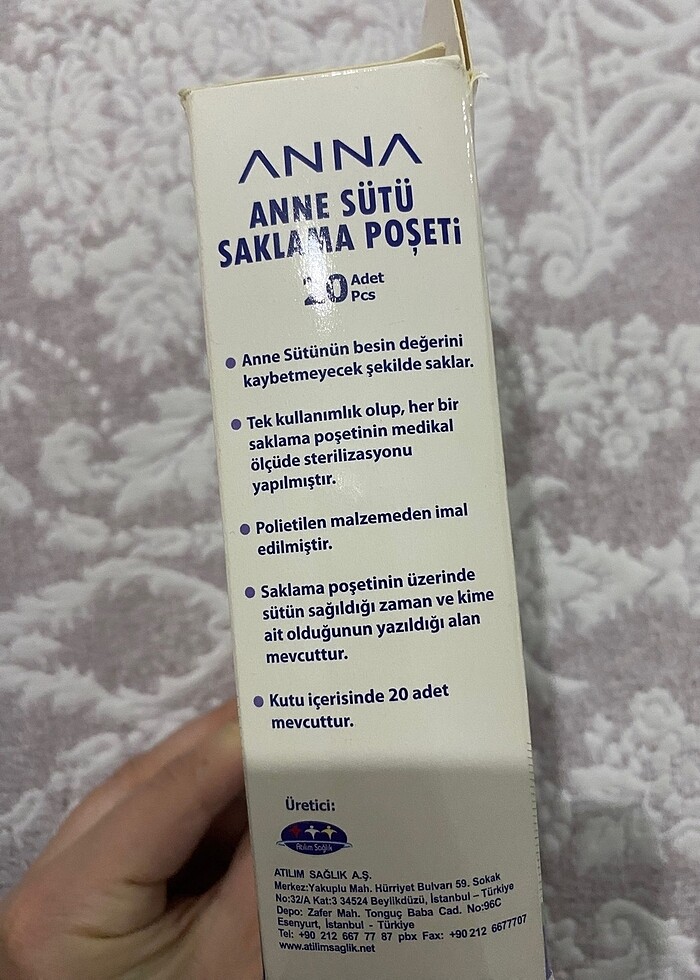 ANNA
ANNE SÜTÜ
SAKLAMA POŞETi
20 Adet
Pcs
Anne Sütünün besin değerini
kaybetmeyecek şekilde saklar.
Tek kullanımlık olup, her bir
saklama poşetinin medikal
ölçüde sterilizasyonu
yapılmıştır.
Polietilen malzemeden imal
edilmiştir.
Saklama poşetinin üzerinde
sütün sağıldığı zaman ve kime
ait olduğunun yazıldığı alan
mevcuttur.
Kutu içerisinde 20 adet
mevcuttur.
Üretici:
Atılım Sağlık
ATILIM SAĞLIK A.Ş.
Merkez:Yakuplu Mah. Hürriyet Bulvarı 59. Sokak
No:32/A Kat:3 34524 Beylikdüzü, İstanbul – Türkiye
Depo: Zafer Mah. Tonguç Baba Cad. No:96C
Esenyurt, İstanbul - Türkiye
Tel: +90 212 667 77 87 pbx Fax: +90 212 6677707
www.atilimsaglik.net